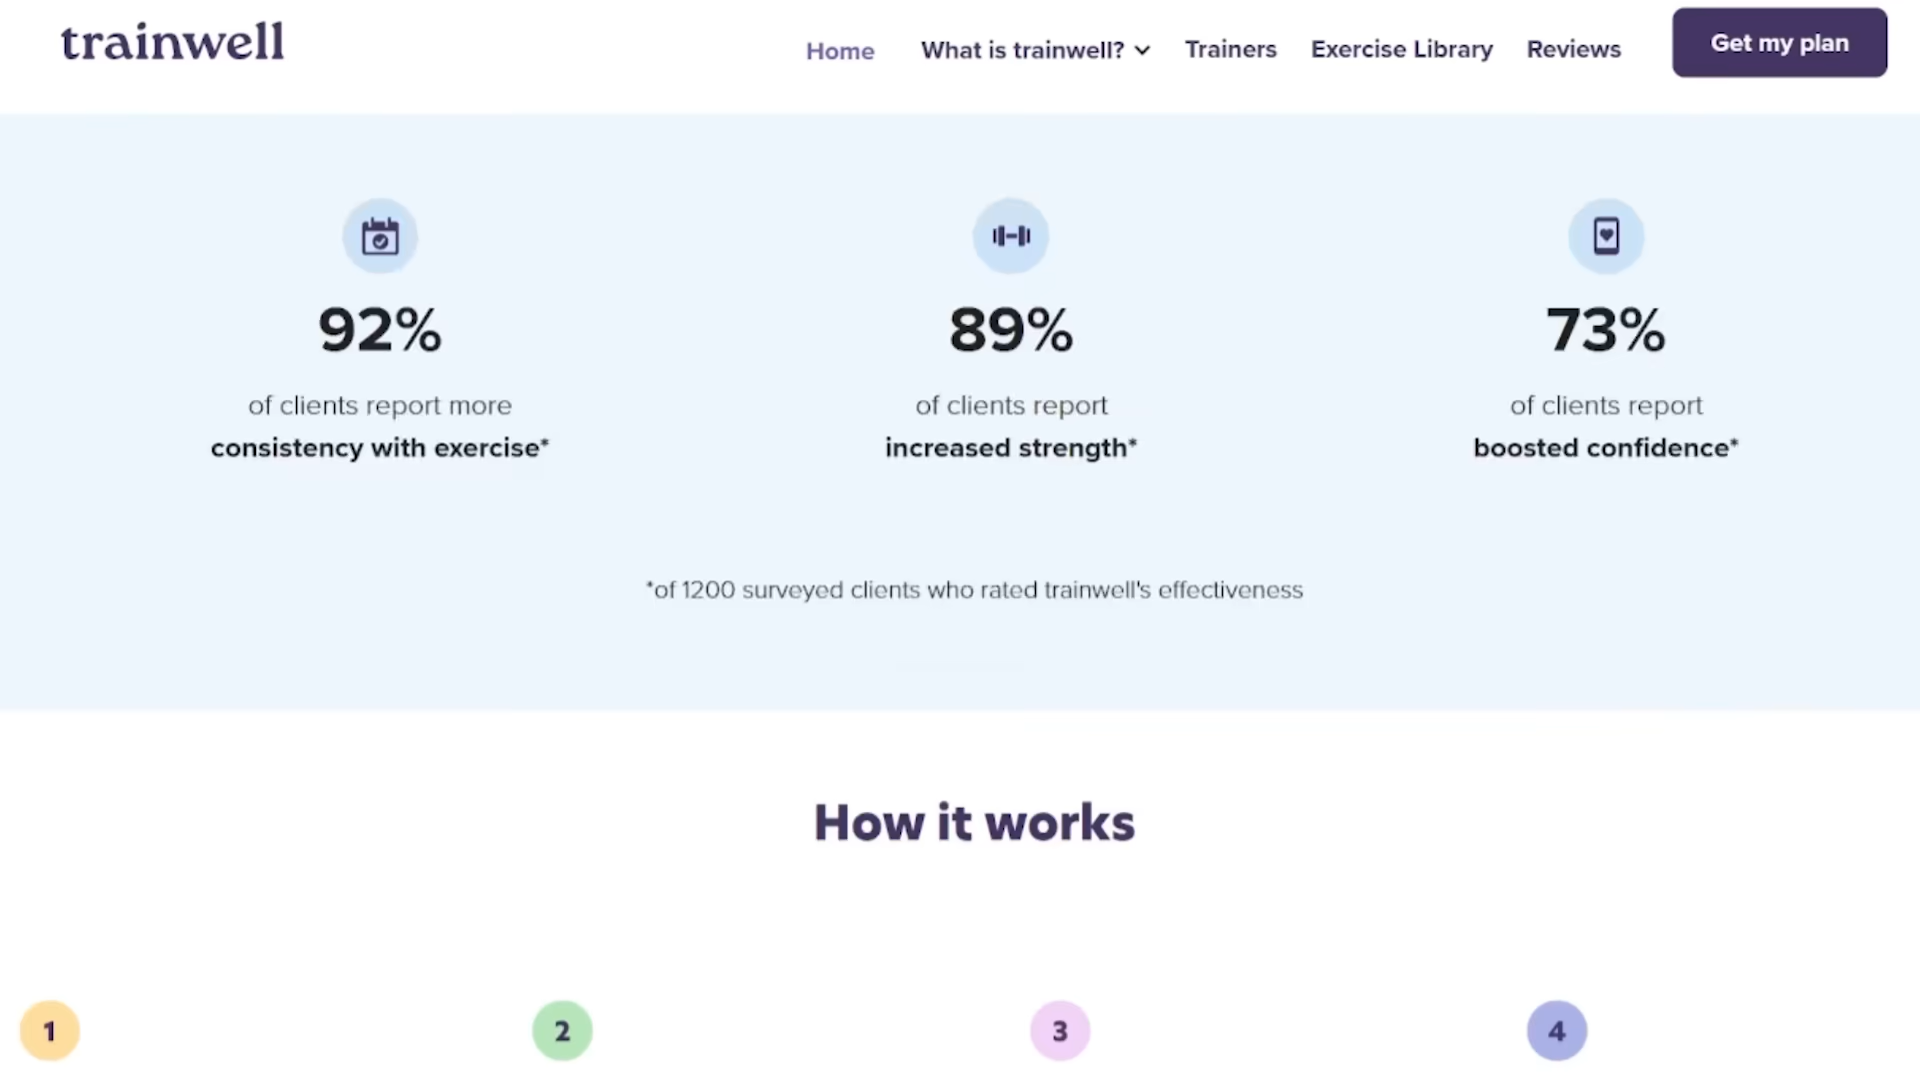 trainwell
Home What is trainwell? Trainers Exercise Library Reviews Get my plan
92% 89% 73%
of clients report more of clients report of clients report
consistency with exercise* increased strength* boosted confidence*
*of 1200 surveyed clients who rated trainwell's effectiveness
How it works
1 2 3 4